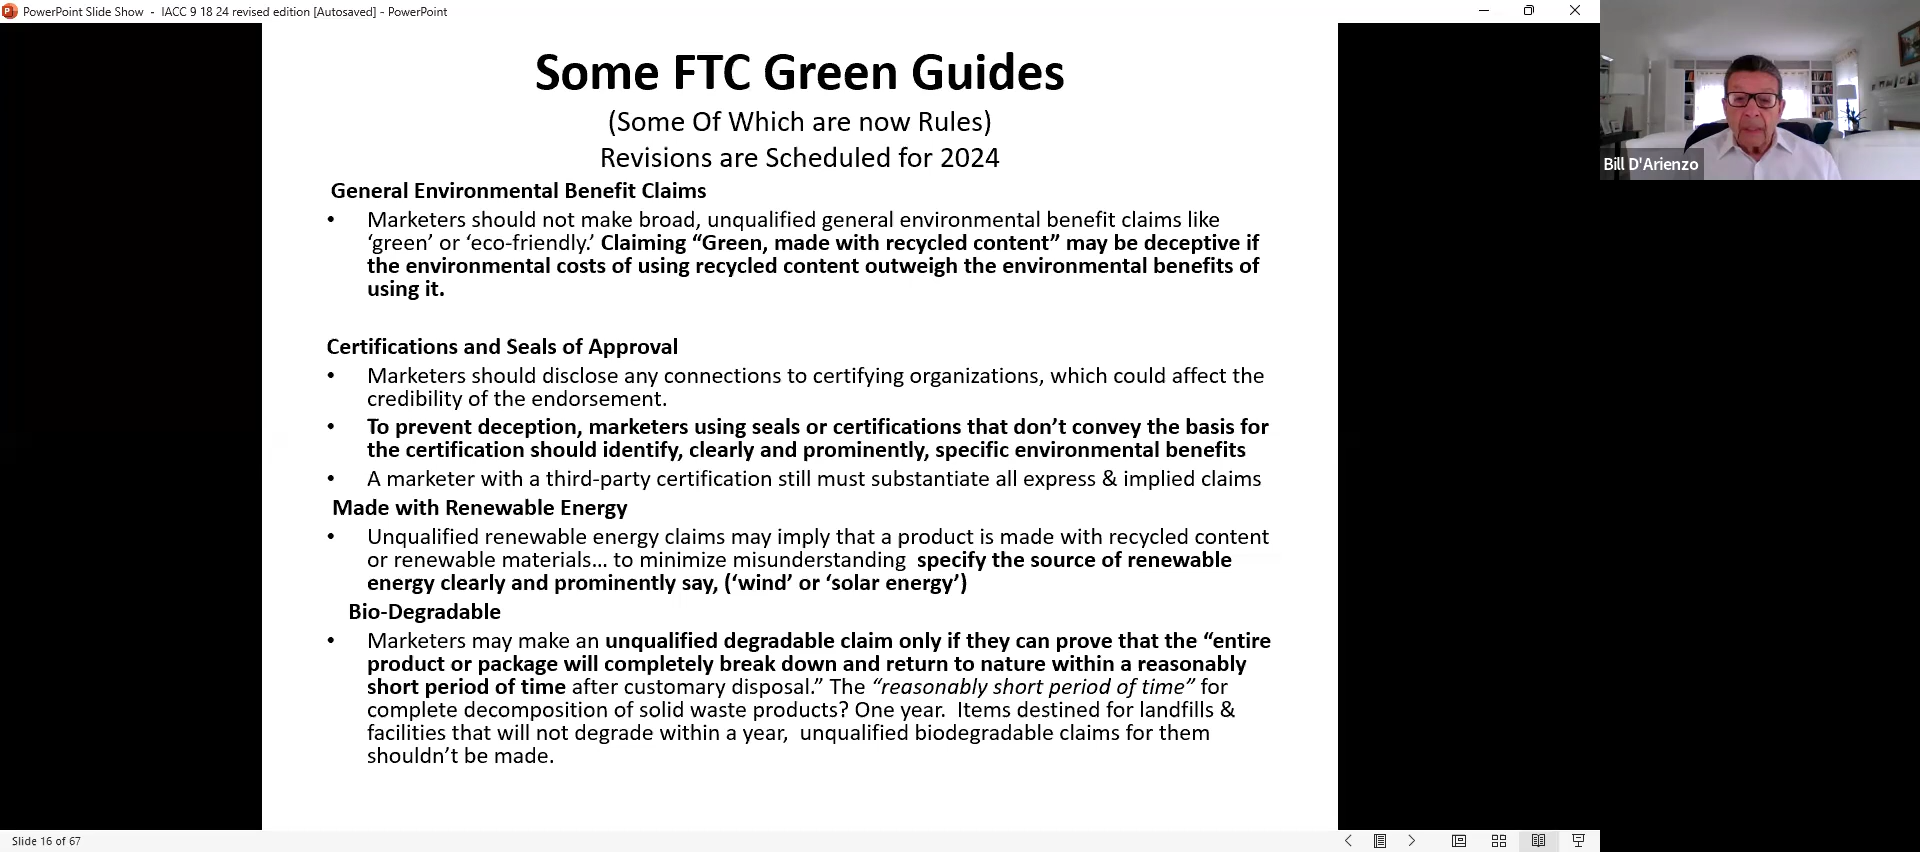 PowerPoint Slide Show - IACC 9 18 24 revised edition [Autosaved] - PowerPoint
Some FTC Green Guides
(Some Of Which are now Rules)
Revisions are Scheduled for 2024
General Environmental Benefit Claims
• Marketers should not make broad, unqualified general environmental benefit claims like
‘green’ or ‘eco-friendly.’ Claiming “Green, made with recycled content” may be deceptive if
the environmental costs of using recycled content outweigh the environmental benefits of
using it.
Certifications and Seals of Approval
• Marketers should disclose any connections to certifying organizations, which could affect the
credibility of the endorsement.
• To prevent deception, marketers using seals or certifications that don’t convey the basis for
the certification should identify, clearly and prominently, specific environmental benefits
• A marketer with a third-party certification still must substantiate all express & implied claims
Made with Renewable Energy
• Unqualified renewable energy claims may imply that a product is made with recycled content
or renewable materials… to minimize misunderstanding specify the source of renewable
energy clearly and prominently say, (‘wind’ or ‘solar energy’)
Bio-Degradable
• Marketers may make an unqualified degradable claim only if they can prove that the “entire
product or package will completely break down and return to nature within a reasonably
short period of time after customary disposal.” The “reasonably short period of time” for
complete decomposition of solid waste products? One year. Items destined for landfills &
facilities that will not degrade within a year, unqualified biodegradable claims for them
shouldn’t be made.
Bill D'Arienzo
Slide 16 of 67